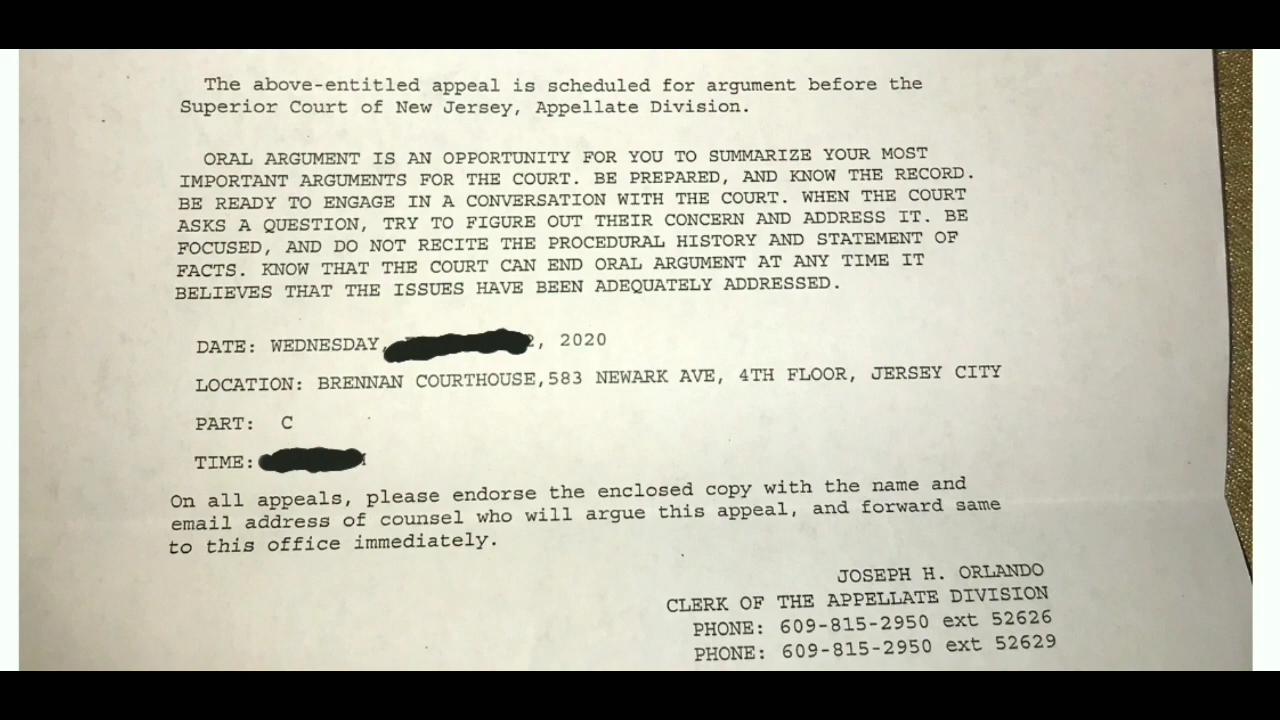 The above-entitled appeal is scheduled for argument before the
Superior Court of New Jersey, Appellate Division.
ORAL ARGUMENT IS AN OPPORTUNITY FOR YOU TO SUMMARIZE YOUR MOST
IMPORTANT ARGUMENTS FOR THE COURT. BE PREPARED, AND KNOW THE RECORD.
BE READY TO ENGAGE IN A CONVERSATION WITH THE COURT. WHEN THE COURT
ASKS A QUESTION, TRY TO FIGURE OUT THEIR CONCERN AND ADDRESS IT. BE
FOCUSED, AND DO NOT RECITE THE PROCEDURAL HISTORY AND STATEMENT OF
FACTS. KNOW THAT THE COURT CAN END ORAL ARGUMENT AT ANY TIME IT
BELIEVES THAT THE ISSUES HAVE BEEN ADEQUATELY ADDRESSED.
DATE: WEDNESDAY, , 2020
LOCATION: BRENNAN COURTHOUSE,583 NEWARK AVE, 4TH FLOOR, JERSEY CITY
PART: C
TIME:
On all appeals, please endorse the enclosed copy with the name and
email address of counsel who will argue this appeal, and forward same
to this office immediately.
JOSEPH H. ORLANDO
CLERK OF THE APPELLATE DIVISION
PHONE: 609-815-2950 ext 52626
PHONE: 609-815-2950 ext 52629